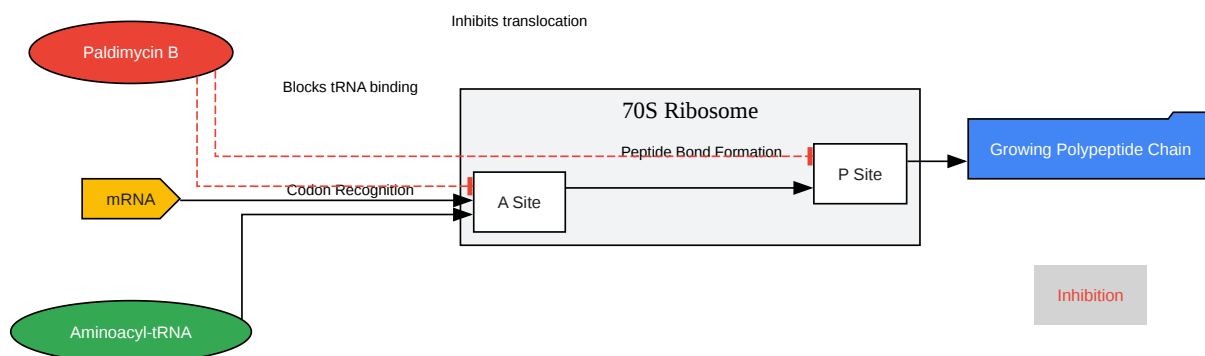 Inhibits translocation
Paldimycin B
Blocks tRNA binding
70S Ribosome
Peptide Bond Formation
Growing Polypeptide Chain
P Site
mRNA
Codon Recognition
A Site
Inhibition
Aminoacyl-tRNA